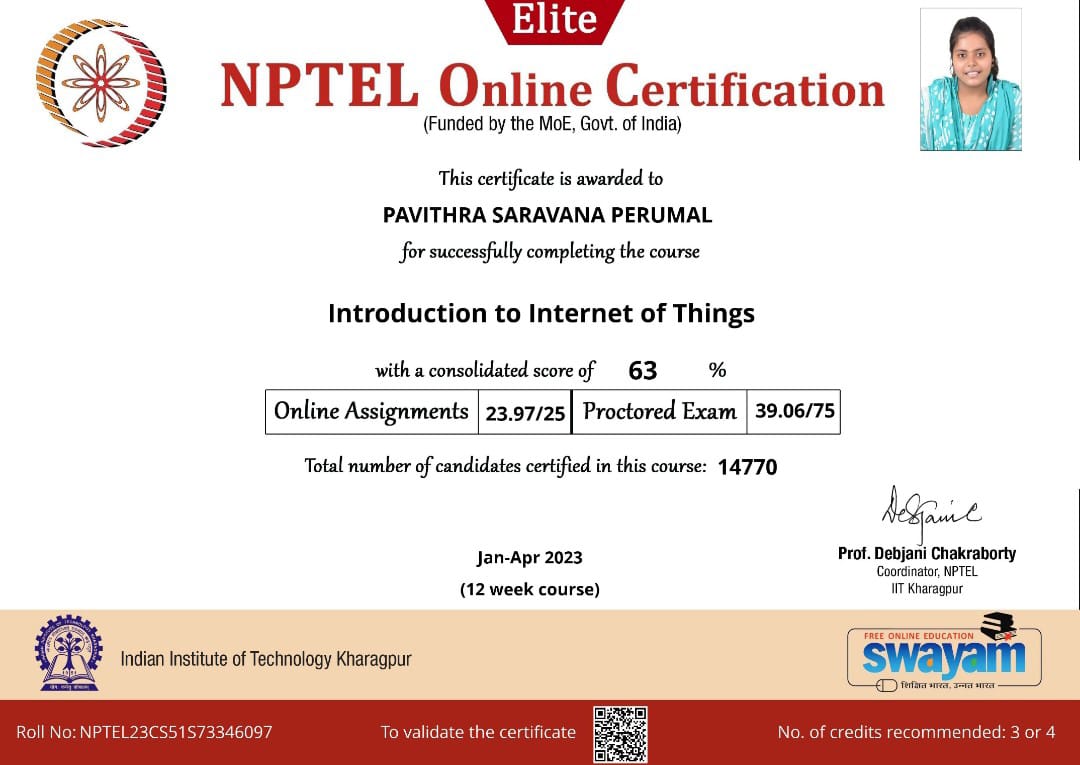 Elite
NPTEL Online Certification
(Funded by the MoE, Govt. of India)
This certificate is awarded to
PAVITHRA SARAVANA PERUMAL
for successfully completing the course
Introduction to Internet of Things
with a consolidated score of 63 %
Online Assignments 23.97/25 Proctored Exam 39.06/75
Total number of candidates certified in this course: 14770
Jan-Apr 2023
(12 week course)
Prof. Debjani Chakraborty
Coordinator, NPTEL
IIT Kharagpur
Indian Institute of Technology Kharagpur
FREE ONLINE EDUCATION
swayam
शिक्षित भारत, उन्नत भारत
Roll No: NPTEL23CS51S73346097
To validate the certificate
No. of credits recommended: 3 or 4